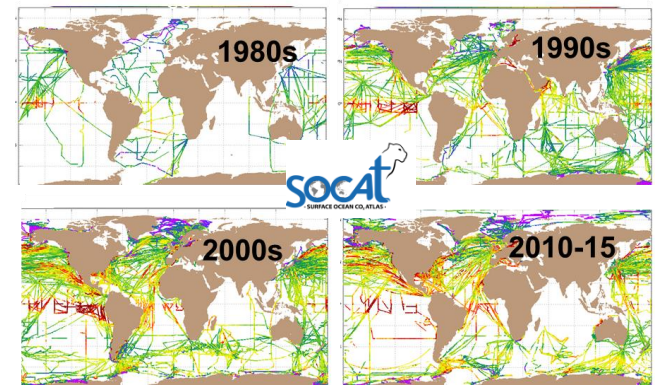 1980s
1990s
SOCAT
· SURFACE OCEAN CO₂ ATLAS ·
2000s
2010-15